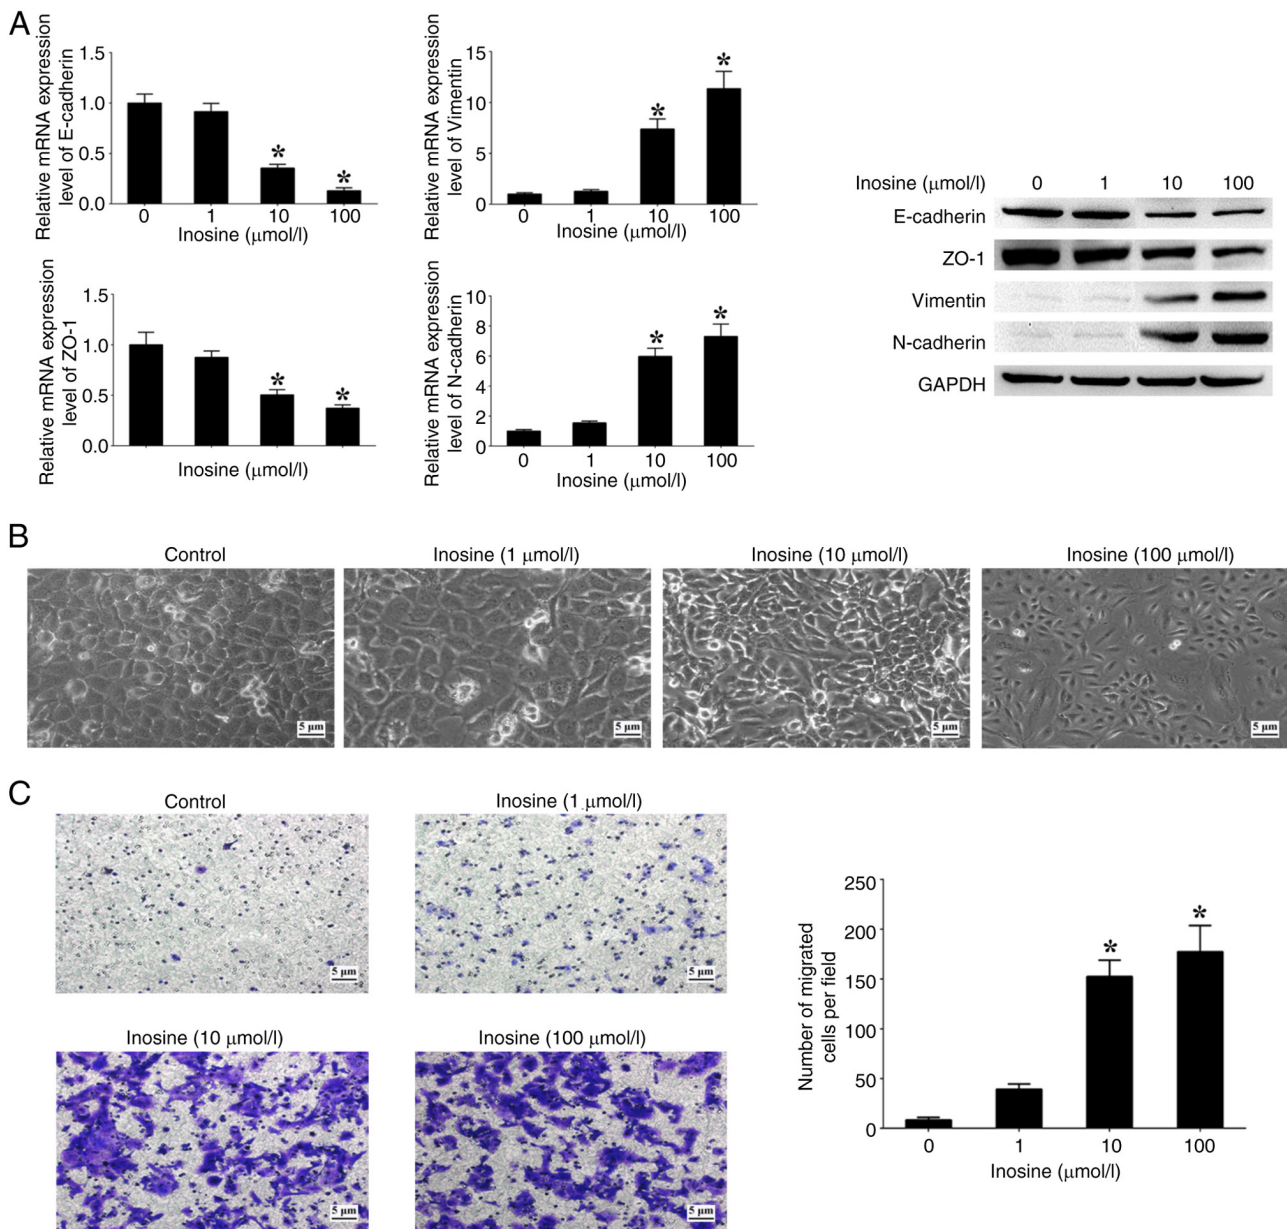 A
Relative mRNA expression
level of E-cadherin
1.5
1.0
0.5
0.0
*
*
0 1 10 100
Inosine (μmol/l)
Relative mRNA expression
level of Vimentin
15
10
5
0
*
*
0 1 10 100
Inosine (μmol/l)
Relative mRNA expression
level of ZO-1
1.5
1.0
0.5
0.0
*
*
Inosine (μmol/l)
Relative mRNA expression
level of N-cadherin
10
8
6
4
2
0
*
*
0 1 10 100
Inosine (μmol/l)
Inosine (μmol/l) 0 1 10 100
E-cadherin
ZO-1
Vimentin
N-cadherin
GAPDH
B
Control
Inosine (1 μmol/l)
Inosine (10 μmol/l)
Inosine (100 μmol/l)
5 μm
5 μm
5 μm
5 μm
C
Control
Inosine (1 μmol/l)
5 μm
5 μm
Inosine (10 μmol/l)
Inosine (100 μmol/l)
5 μm
5 μm
Number of migrated
cells per field
250
200
150
100
50
0
*
*
0 1 10 100
Inosine (μmol/l)